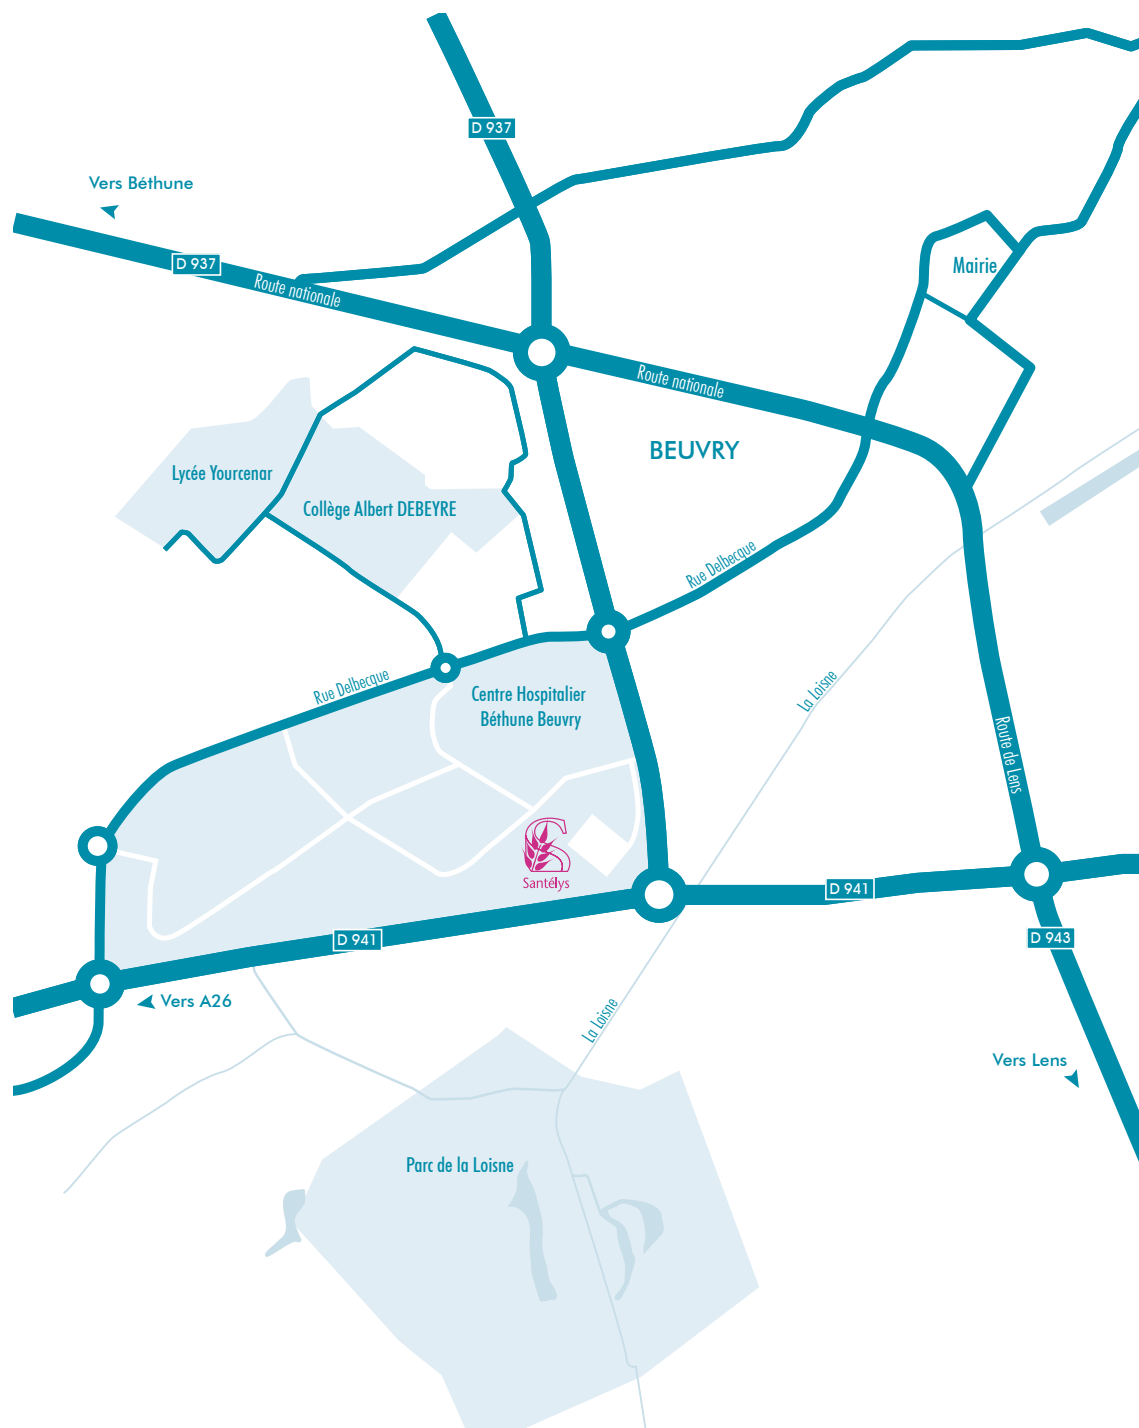 D 937
Vers Béthune
D 937
Route nationale
Mairie
Route nationale
BEUVRY
Lycée Yourcenar
Collège Albert DEBEYRE
Rue Delbecque
Rue Delbecque
Centre Hospitalier
Béthune Beuvry
La Loisne
Route de Lens
Santélys
D 941
D 941
D 943
Vers A26
La Loisne
Vers Lens
Parc de la Loisne